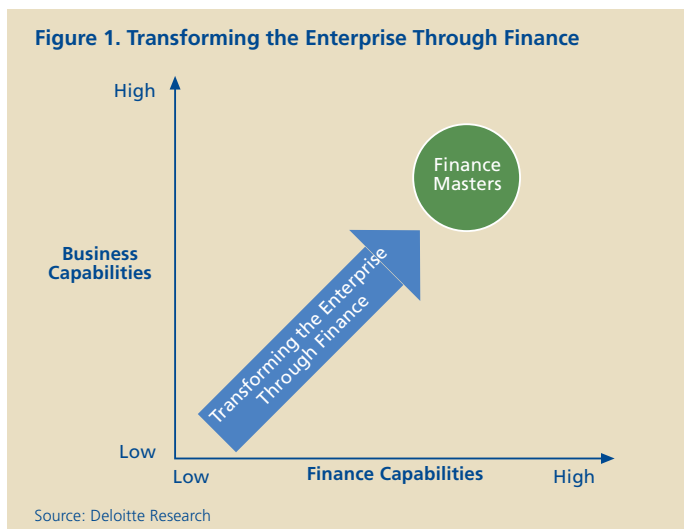 Figure 1. Transforming the Enterprise Through Finance
High
Finance
Masters
Business
Capabilities
Transforming the Enterprise
Through Finance
Low
Low
Finance Capabilities
High
Source: Deloitte Research